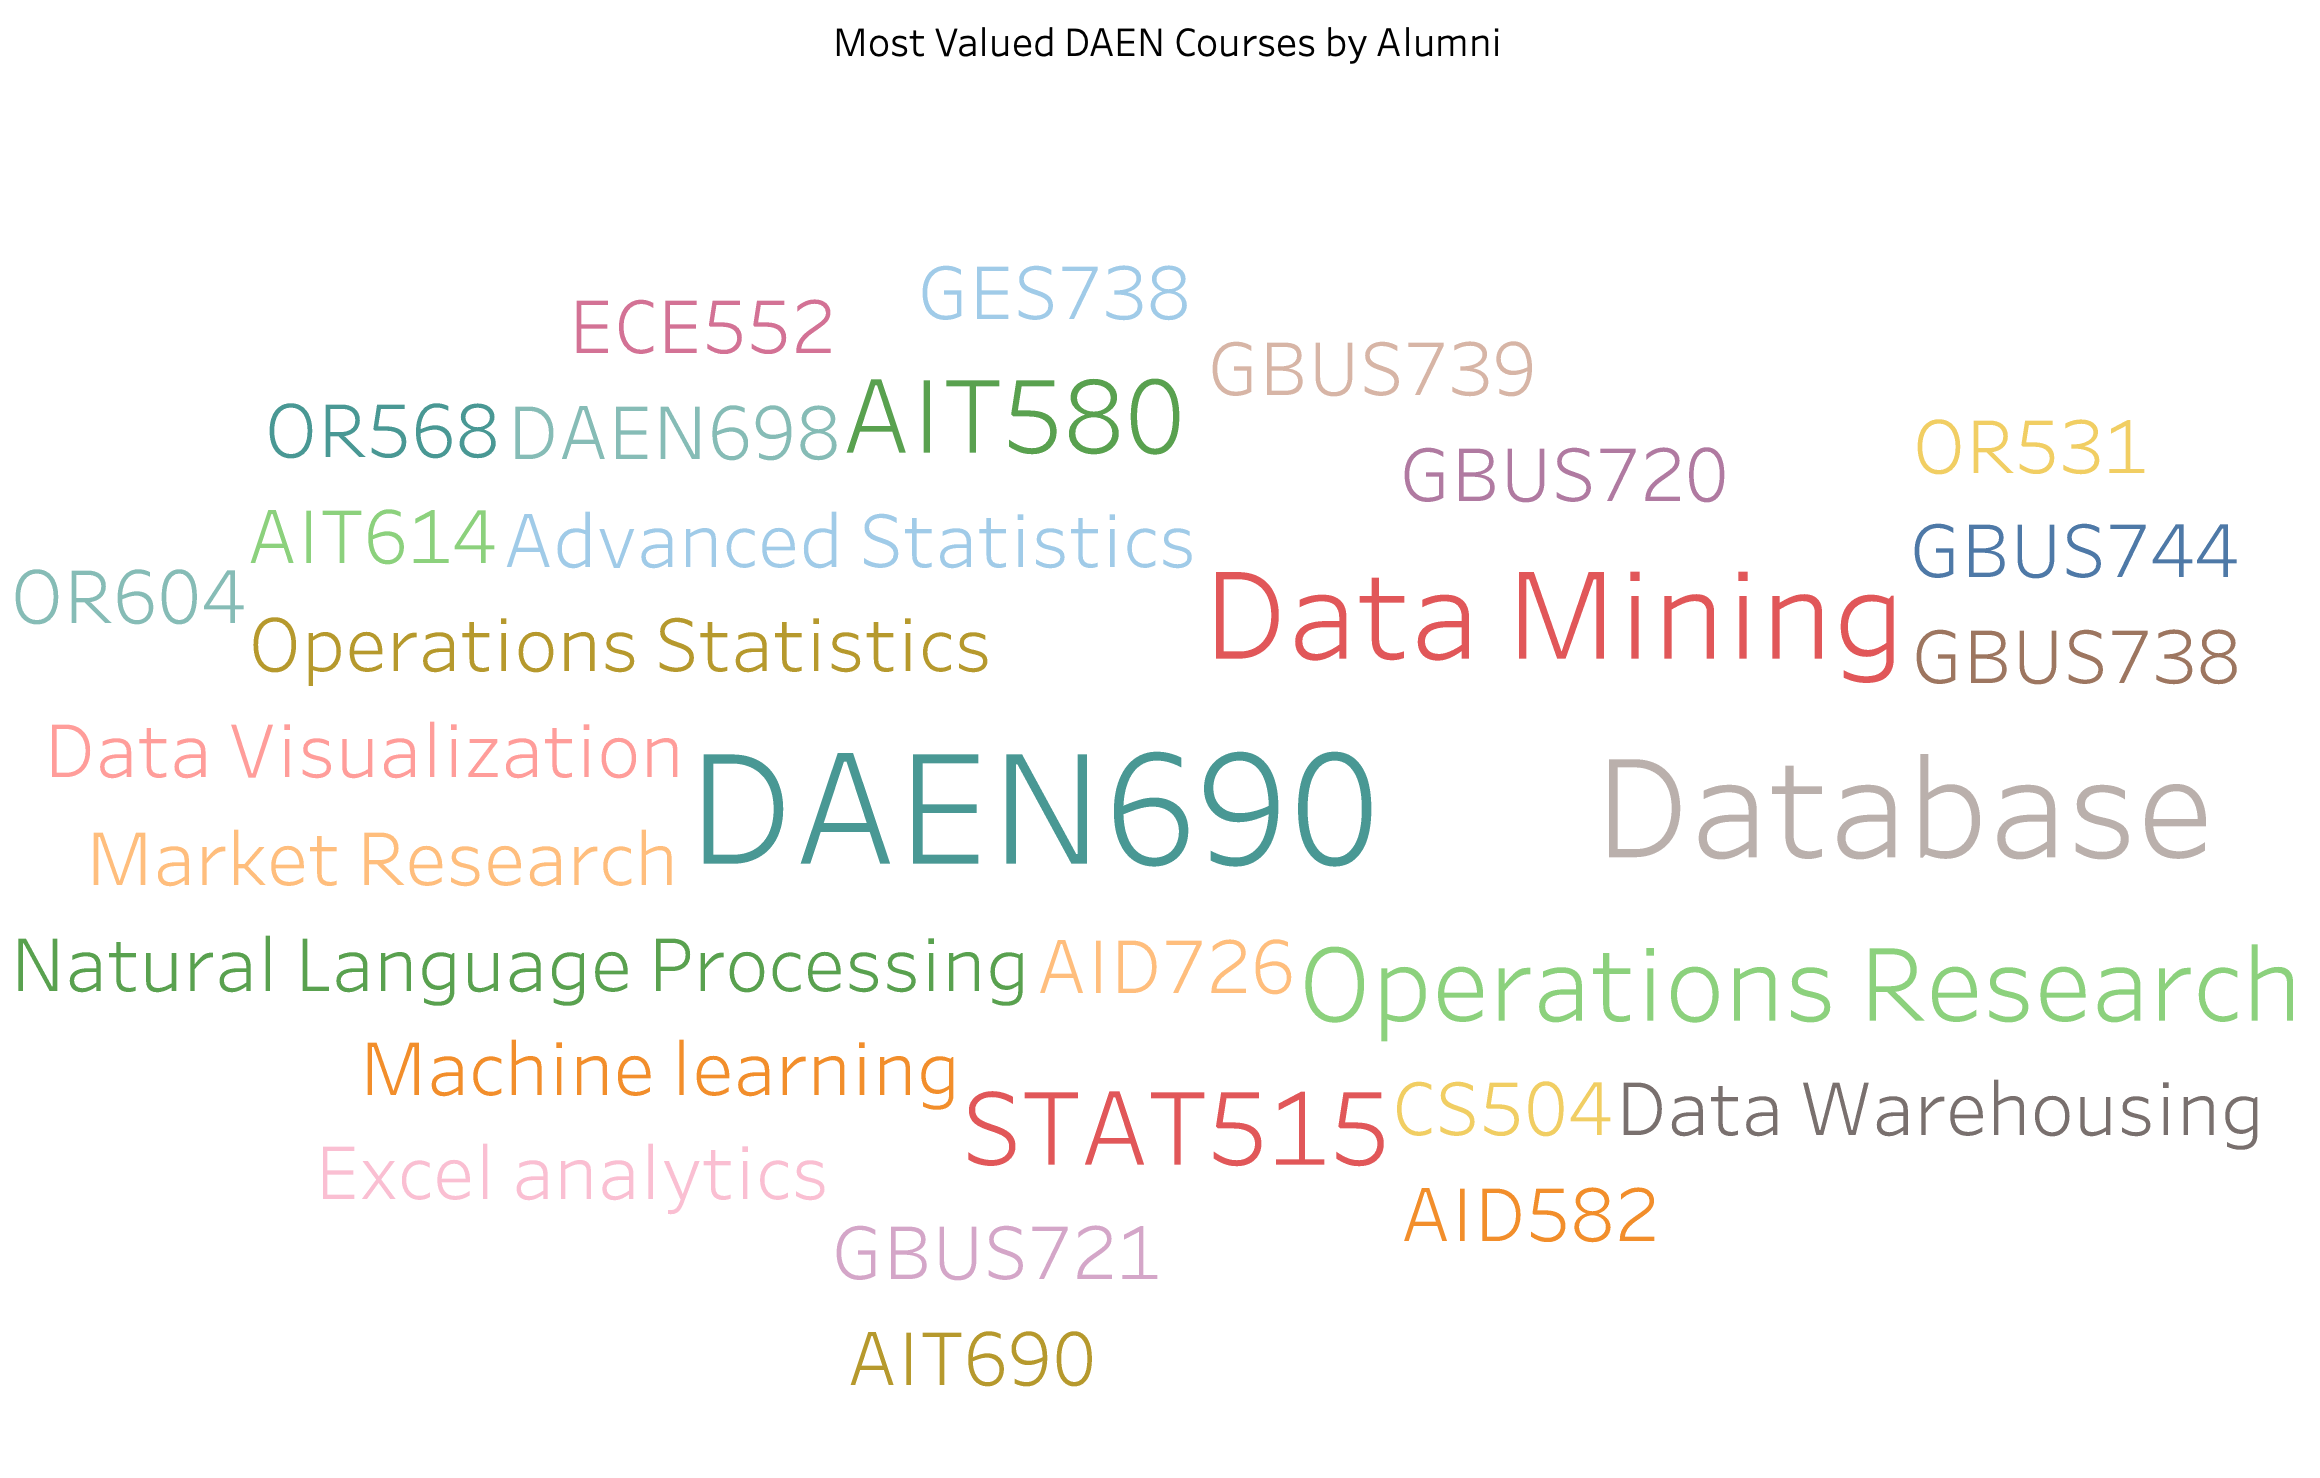 Most Valued DAEN Courses by Alumni
GES738
ECE552
GBUS739
AIT580
OR568
DAEN698
OR531
GBUS720
AIT614
Advanced Statistics
GBUS744
OR604
Data Mining
Operations Statistics
GBUS738
Data Visualization
DAEN690
Database
Market Research
Natural Language Processing
AID726
Operations Research
Machine learning
STAT515
CS504
Data Warehousing
Excel analytics
AID582
GBUS721
AIT690